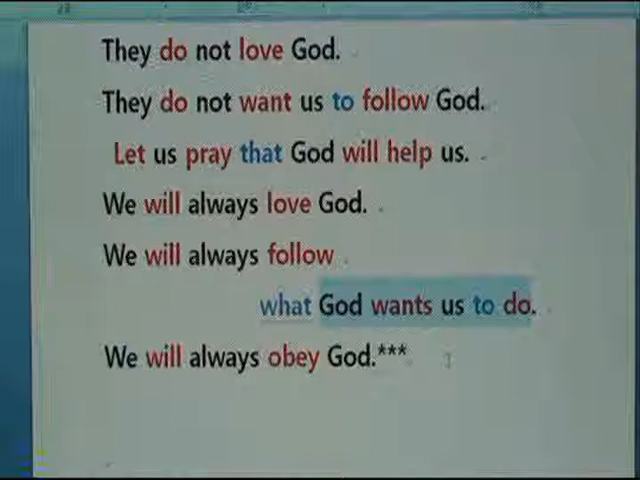 They do not love God.
They do not want us to follow God.
Let us pray that God will help us.
We will always love God.
We will always follow
what God wants us to do.
We will always obey God.***